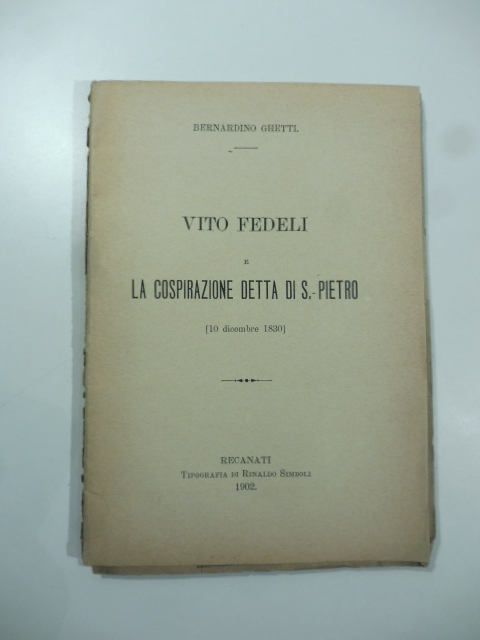 BERNARDINO GHETTI.
VITO FEDELI
E
LA COSPIRAZIONE DETTA DI S.-PIETRO
[10 dicembre 1830]
RECANATI
TIPOGRAFIA DI RINALDO SIMBOLI
1902.